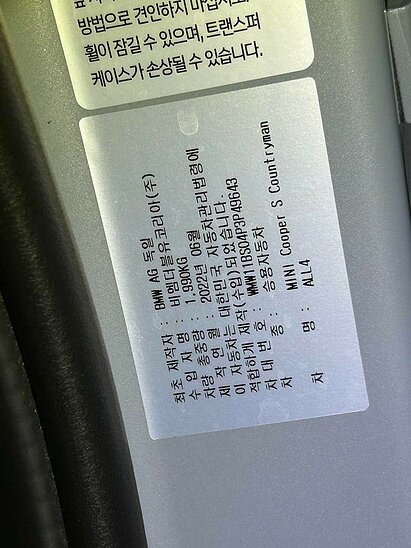 방법으로 견인하지 마십시오.
휠이 잠길 수 있으며, 트랜스퍼
케이스가 손상될 수 있습니다.
최초 제작자 : BMW AG 독일
수 입 자명 : 비엠더블유코리아(주)
차량 총중량 : 1,990KG
제 작 연 월 : 2022년 06월
이 자동차는 대한민국 자동차관리법령에
적합하게 제작(수입)되었습니다.
차 대 번 호 : WMW11BS04P3P49643
차 종 : 승용자동차
차 명 : MINI Cooper S Countryman
ALL4